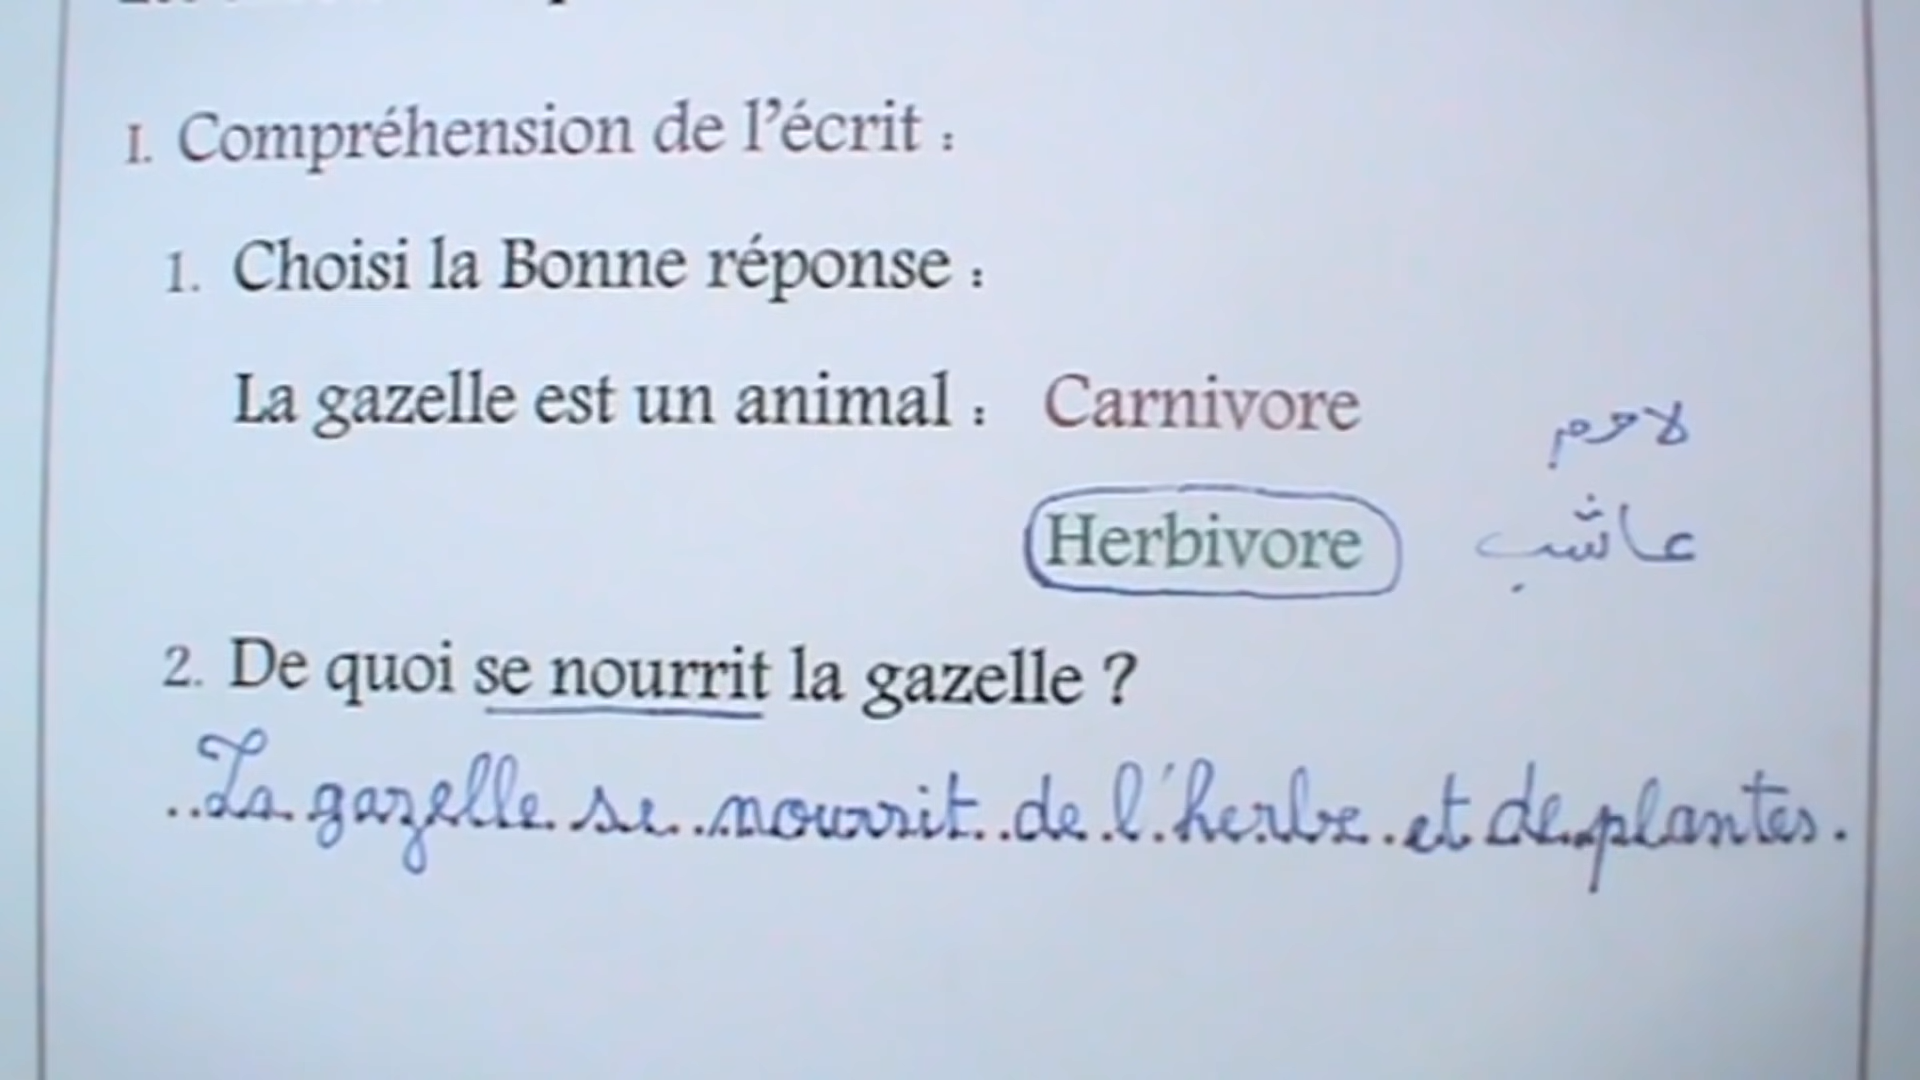 I. Compréhension de l'écrit :
1. Choisi la Bonne réponse :
La gazelle est un animal : Carnivore لاحم
Herbivore عاشب
2. De quoi se nourrit la gazelle ?
La gazelle se nourrit de l'herbe et de plantes.